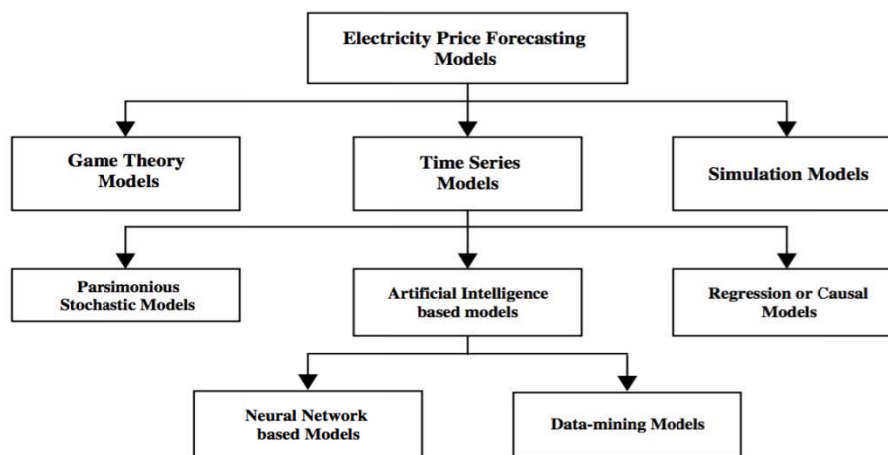 Electricity Price Forecasting
Models
Game Theory
Models
Time Series
Models
Simulation Models
Parsimonious
Stochastic Models
Artificial Intelligence
based models
Regression or Causal
Models
Neural Network
based Models
Data-mining Models